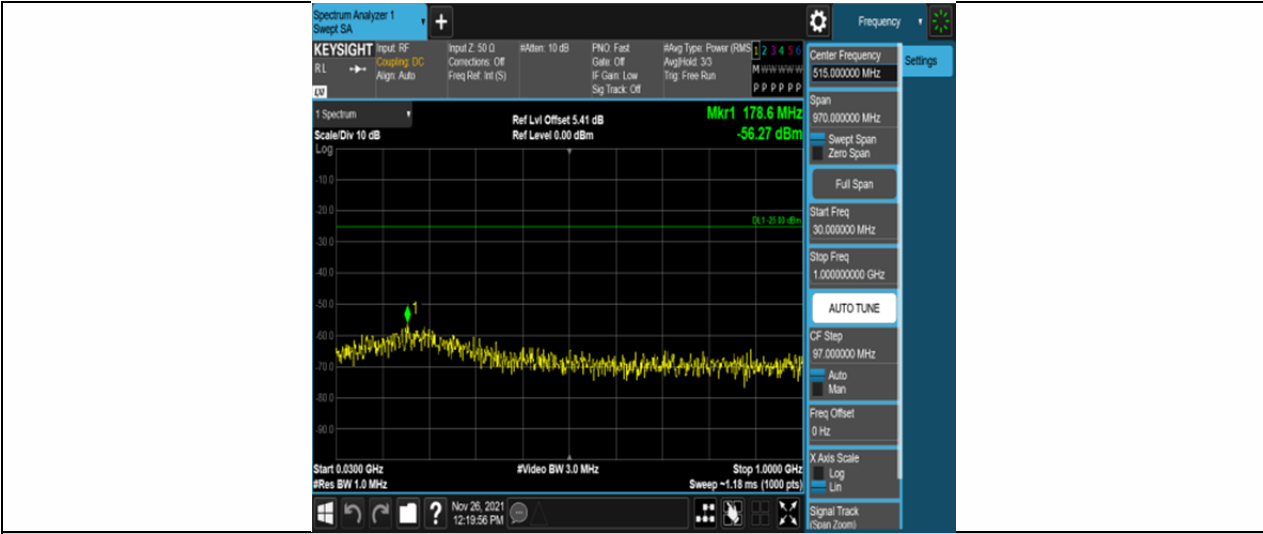 Spectrum Analyzer 1
Swept SA
+
Frequency
KEYSIGHT
RL
LV
Input: RF
Coupling: DC
Align: Auto
Input Z: 50 Ω
Corrections: Off
Freq Ref: Int (S)
#Atten: 10 dB
PNO: Fast
Gate: Off
IF Gain: Low
Sig Track: Off
#Avg Type: Power (RMS
Avg|Hold: 3/3
Trig: Free Run
1 2 3 4 5 6
M W W W W W
P P P P P P
1 Spectrum
Scale/Div 10 dB
Log
Ref Lvl Offset 5.41 dB
Ref Level 0.00 dBm
Mkr1 178.6 MHz
-56.27 dBm
-10.0
-20.0
DL1 -25.00 dBm
-30.0
-40.0
-50.0
1
-60.0
-70.0
-80.0
-90.0
Start 0.0300 GHz
#Res BW 1.0 MHz
#Video BW 3.0 MHz
Stop 1.0000 GHz
Sweep ~1.18 ms (1000 pts)
?
Nov 26, 2021
12:19:56 PM
Center Frequency
515.000000 MHz
Settings
Span
970.000000 MHz
Swept Span
Zero Span
Full Span
Start Freq
30.000000 MHz
Stop Freq
1.000000000 GHz
AUTO TUNE
CF Step
97.000000 MHz
Auto
Man
Freq Offset
0 Hz
X Axis Scale
Log
Lin
Signal Track
(Span Zoom)